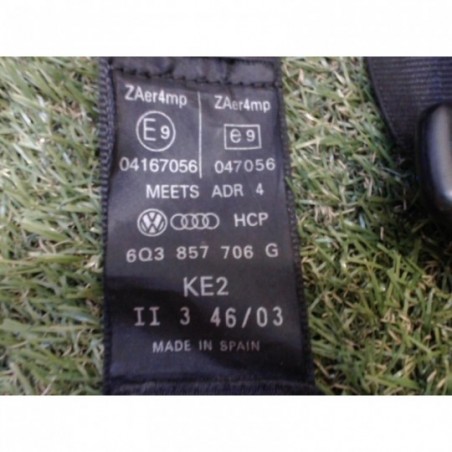 ZAer4mp ZAer4mp
E9 e9
04167056 047056
MEETS ADR 4
VW HCP
6Q3 857 706 G
KE2
II 3 46/03
MADE IN SPAIN